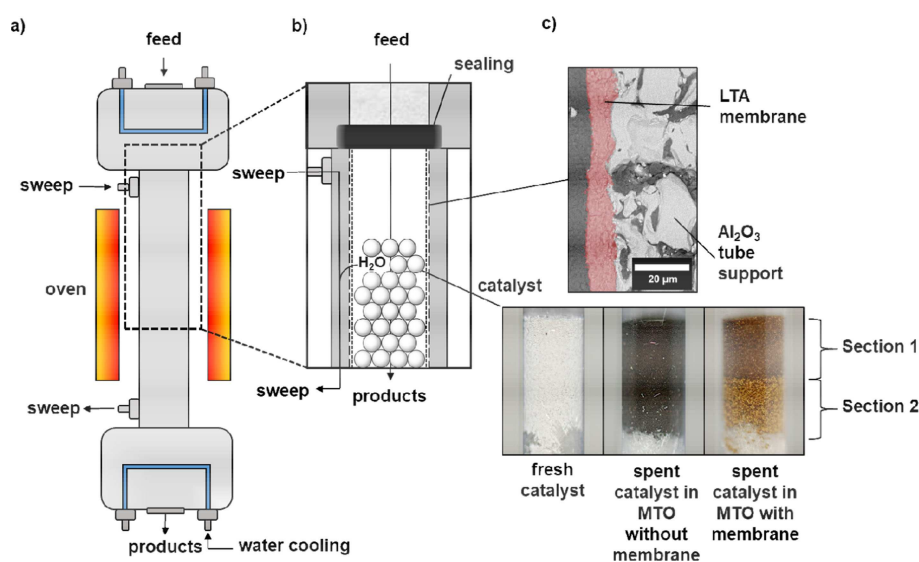 a)
feed
sweep
oven
sweep
products
water cooling
b)
feed
sealing
sweep
H₂O
catalyst
sweep
products
c)
LTA
membrane
Al₂O₃
tube
support
20 µm
Section 1
Section 2
fresh
catalyst
spent
catalyst in
MTO
without
membrane
spent
catalyst in
MTO with
membrane